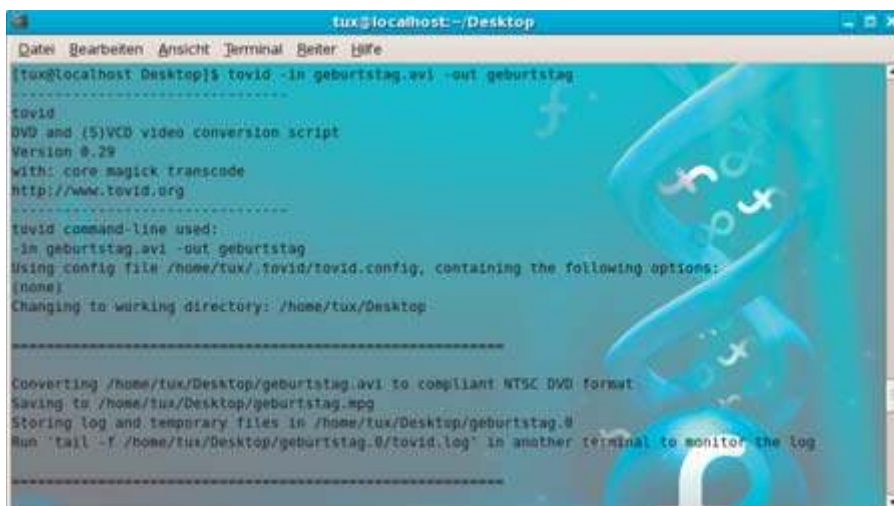 tux@localhost:~/Desktop
Datei Bearbeiten Ansicht Terminal Reiter Hilfe
[tux@localhost Desktop]$ tovid -in geburtstag.avi -out geburtstag
--------------------------------
tovid
DVD and (S)VCD video conversion script
Version 0.29
with: core magick transcode
http://www.tovid.org
--------------------------------
tovid command-line used:
-in geburtstag.avi -out geburtstag
Using config file /home/tux/.tovid/tovid.config, containing the following options:
(none)
Changing to working directory: /home/tux/Desktop
=========================================================
Converting /home/tux/Desktop/geburtstag.avi to compliant NTSC DVD format
Saving to /home/tux/Desktop/geburtstag.mpg
Storing log and temporary files in /home/tux/Desktop/geburtstag.0
Run 'tail -f /home/tux/Desktop/geburtstag.0/tovid.log' in another terminal to monitor the log
=========================================================